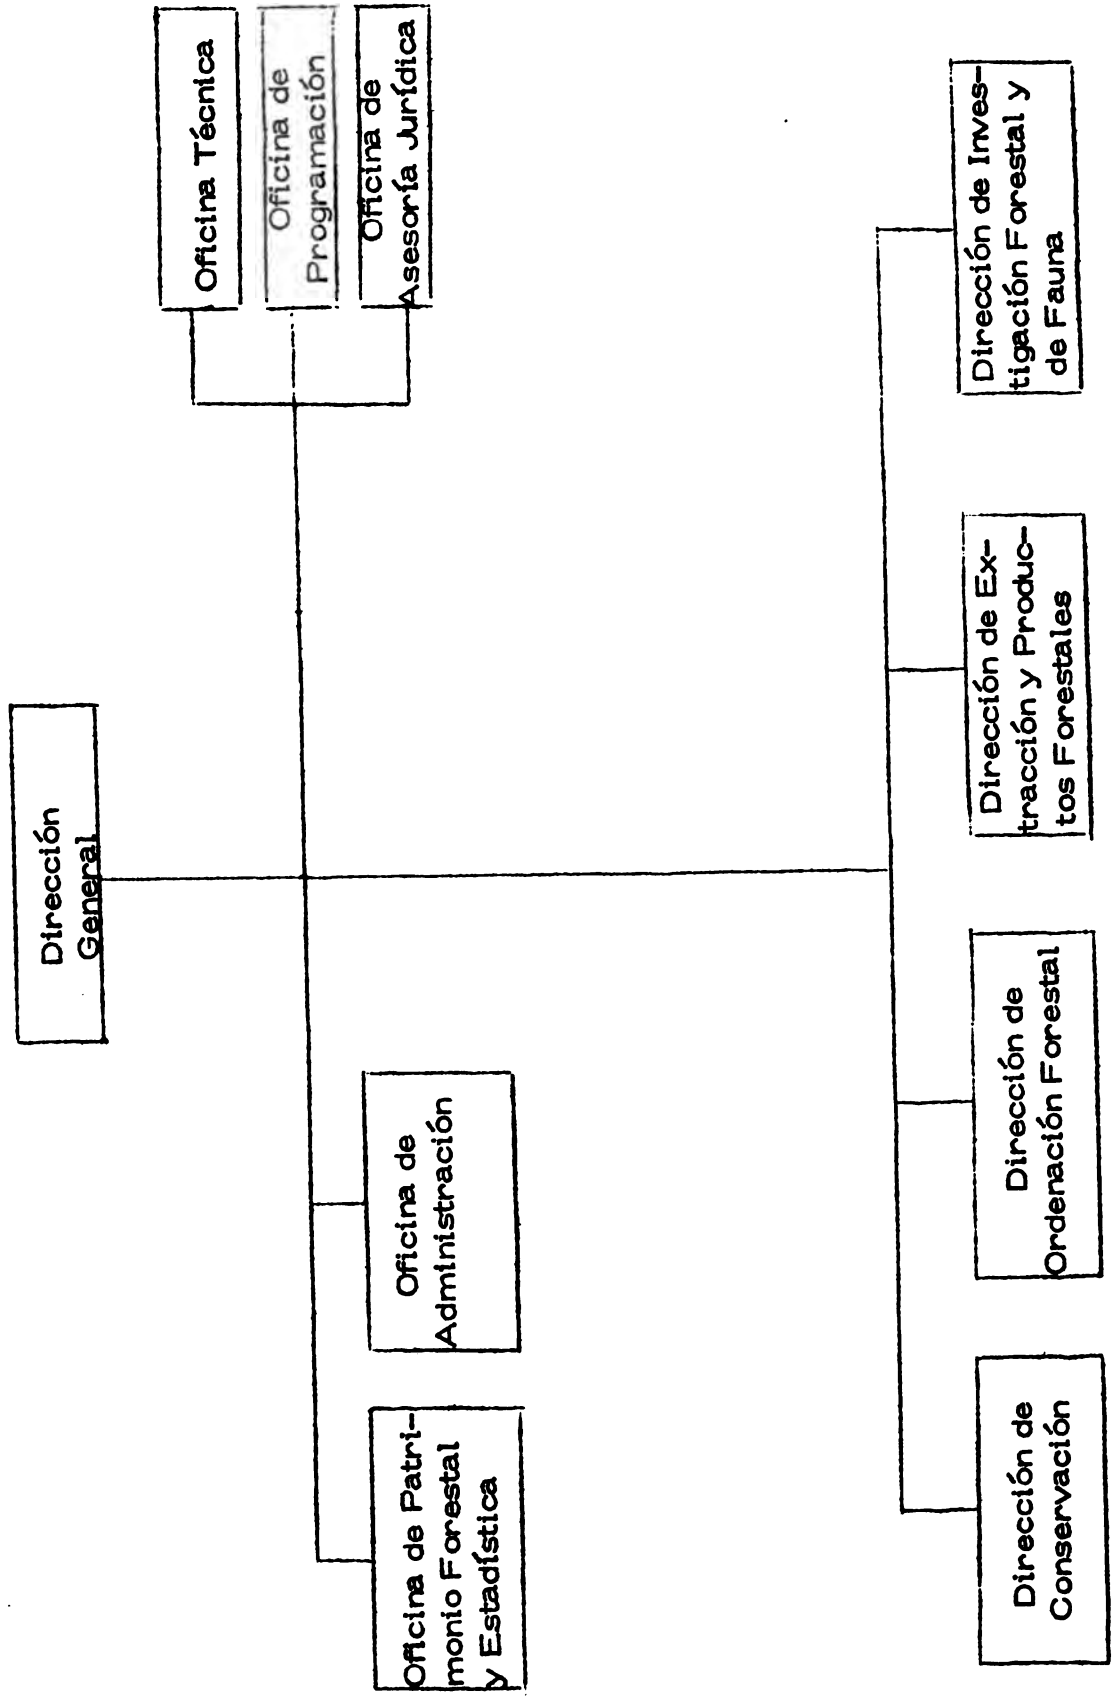 Dirección
General
Oficina Técnica
Oficina de
Programación
Oficina de
Asesoría Jurídica
Oficina de Patri-
monio Forestal
y Estadística
Oficina de
Administración
Dirección de
Conservación
Dirección de
Ordenación Forestal
Dirección de Ex-
tracción y Produc-
tos Forestales
Dirección de Inves-
tigación Forestal y
de Fauna